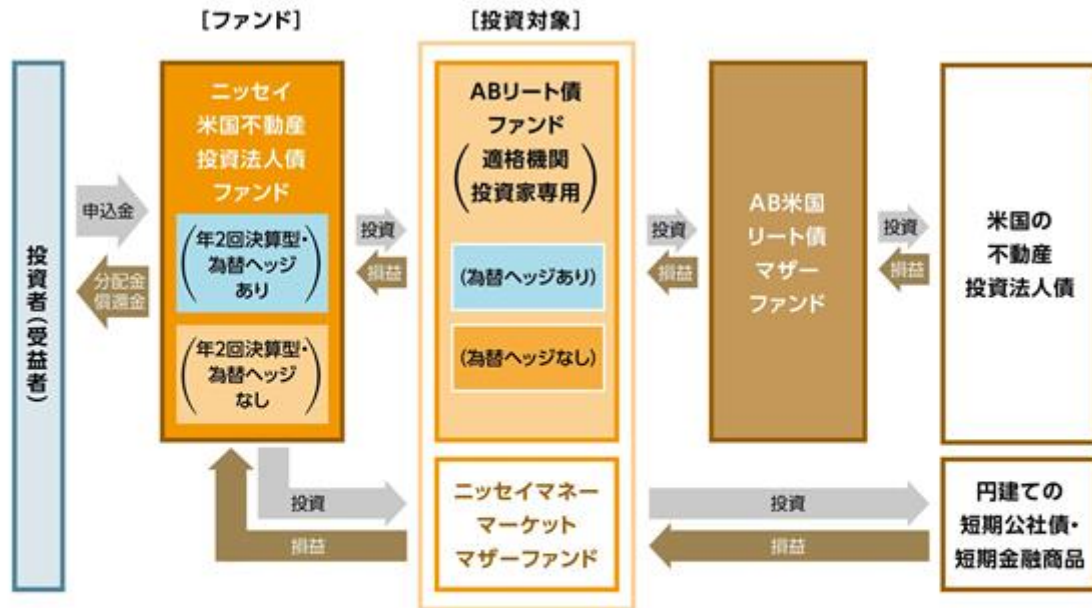 ［ファンド］
［投資対象］
投資者（受益者）
申込金
分配金
償還金
ニッセイ
米国不動産
投資法人債
ファンド
（年2回決算型・
為替ヘッジ
あり）
（年2回決算型・
為替ヘッジ
なし）
投資
損益
ABリート債
ファンド
（適格機関
投資家専用）
（為替ヘッジあり）
（為替ヘッジなし）
投資
損益
AB米国
リート債
マザー
ファンド
投資
損益
米国の
不動産
投資法人債
投資
損益
ニッセイマネー
マーケット
マザーファンド
投資
損益
円建ての
短期公社債・
短期金融商品